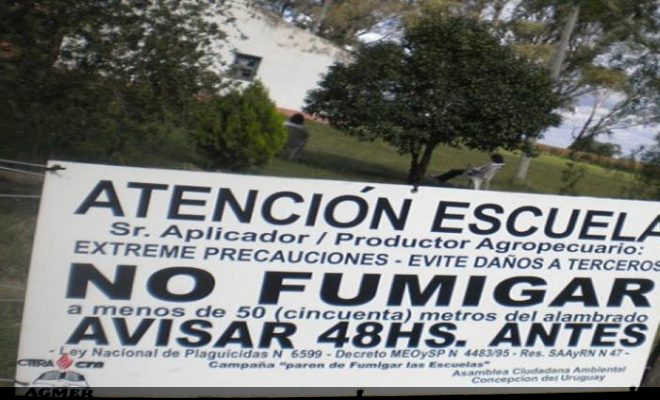 ATENCIÓN ESCUELA
Sr. Aplicador / Productor Agropecuario:
EXTREME PRECAUCIONES - EVITE DAÑOS A TERCEROS
NO FUMIGAR
a menos de 50 (cincuenta) metros del alambrado
AVISAR 48HS. ANTES
- Ley Nacional de Plaguicidas N 6599 - Decreto MEOySP N 4483/95 - Res. SAAyRN N 47 -
Campaña "paren de Fumigar las Escuelas"
CTERA CTA
AGMER
Asamblea Ciudadana Ambiental
Concepcion del Uruguay